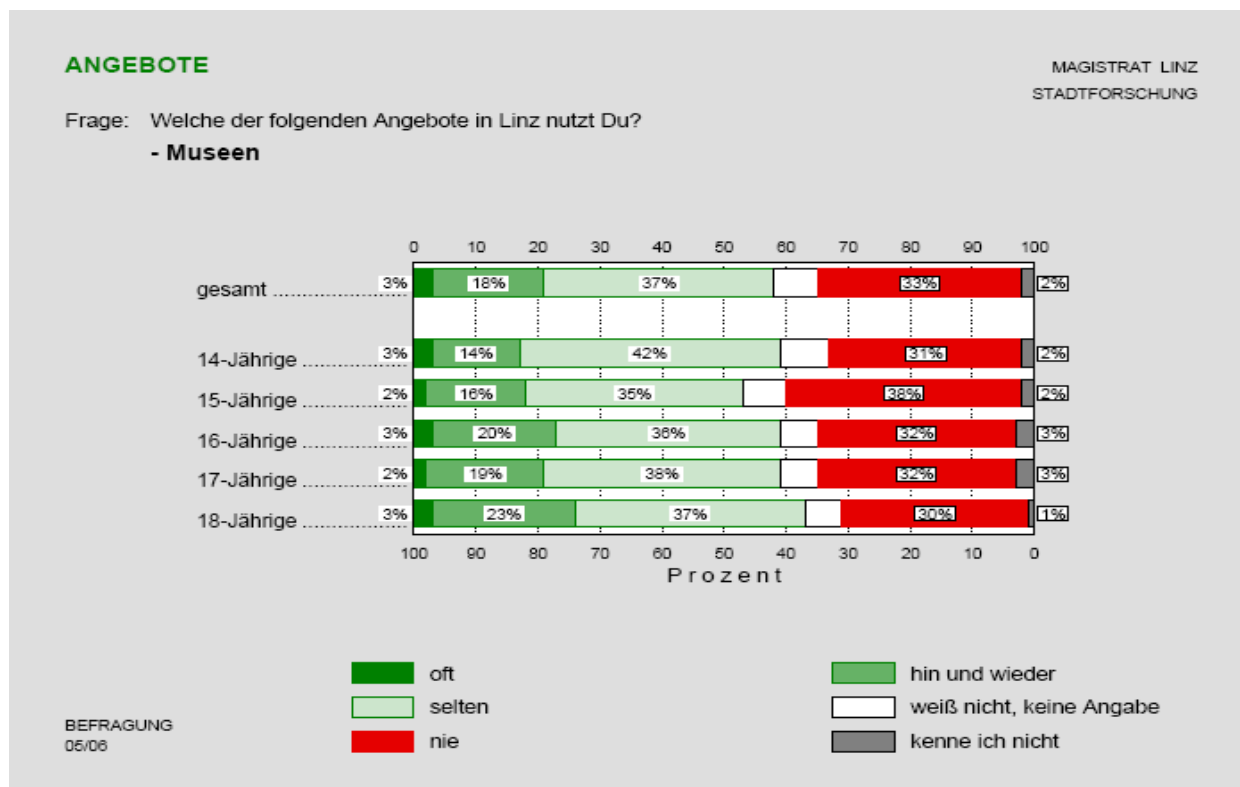 ANGEBOTE
MAGISTRAT LINZ
STADTFORSCHUNG
Frage: Welche der folgenden Angebote in Linz nutzt Du?
- Museen
0 10 20 30 40 50 60 70 80 90 100
gesamt 3% 18% 37% 33% 2%
14-Jährige 3% 14% 42% 31% 2%
15-Jährige 2% 16% 35% 38% 2%
16-Jährige 3% 20% 36% 32% 3%
17-Jährige 2% 19% 38% 32% 3%
18-Jährige 3% 23% 37% 30% 1%
100 90 80 70 60 50 40 30 20 10 0
Prozent
oft
hin und wieder
selten
weiß nicht, keine Angabe
nie
kenne ich nicht
BEFRAGUNG
05/06